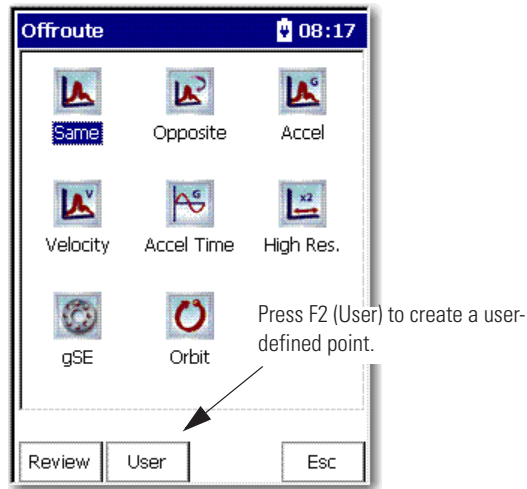 Offroute 08:17
Same Opposite Accel
Velocity Accel Time High Res.
gSE Orbit
Press F2 (User) to create a user-
defined point.
Review User Esc